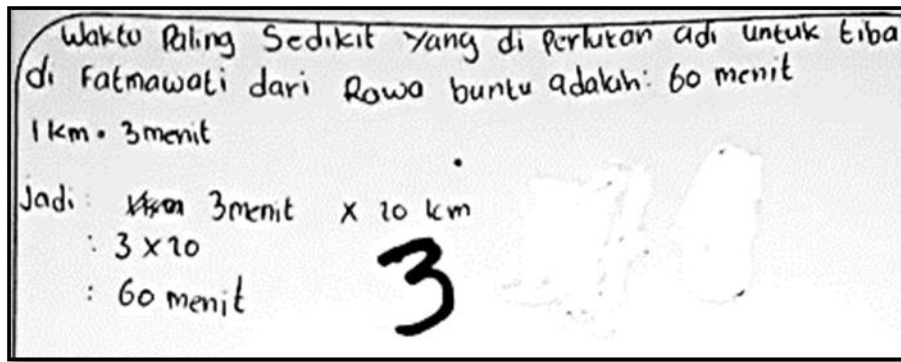 Waktu Paling Sedikit yang di Perlukan adi untuk tiba
di Fatmawati dari Rowa buntu adalah: 60 menit
1 km = 3 menit
Jadi: 3 menit x 20 km
: 3 x 20
: 60 menit
3